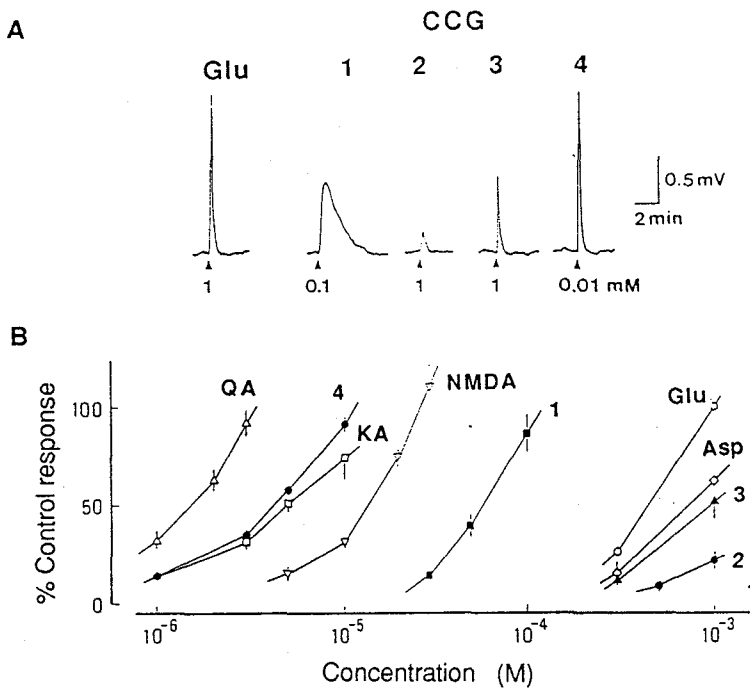 A
CCG
Glu 1 2 3 4
0.5 mV
2 min
1 0.1 1 1 0.01 mM
B
% Control response
100
50
0
QA 4 KA NMDA 1 Glu Asp 3 2
10⁻⁶ 10⁻⁵ 10⁻⁴ 10⁻³
Concentration (M)